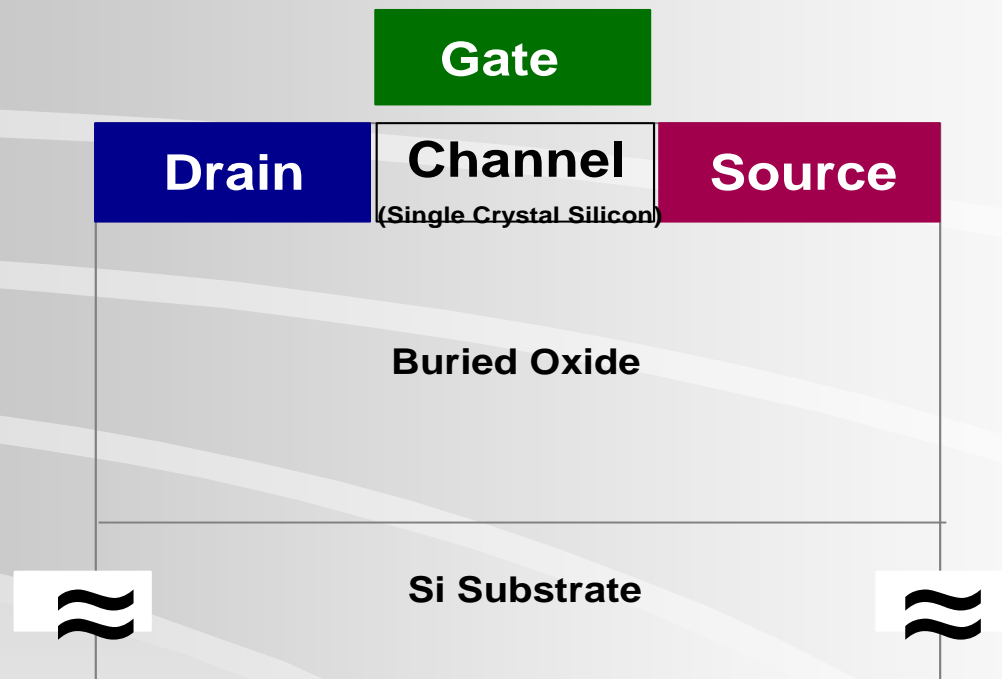 Gate
Drain
Channel
(Single Crystal Silicon)
Source
Buried Oxide
Si Substrate
≈ ≈